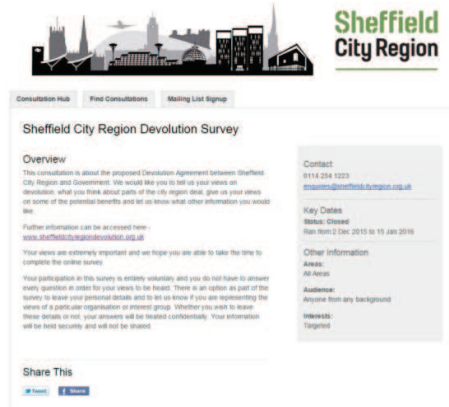 Sheffield
City Region
Consultation Hub
Find Consultations
Mailing List Signup
Sheffield City Region Devolution Survey
Overview
This consultation is about the proposed Devolution Agreement between Sheffield
City Region and Government. We would like you to tell us your views on
devolution, what you think about parts of the city region deal, give us your views
on some of the potential benefits and let us know what other information you would
like.
Further information can be accessed here -
www.sheffieldcityregiondevolution.org.uk
Your views are extremely important and we hope you are able to take the time to
complete the online survey.
Your participation in this survey is entirely voluntary and you do not have to answer
every question in order for your views to be heard. There is an option as part of the
survey to leave your personal details and to let us know if you are representing the
views of a particular organisation or interest group. Whether you wish to leave
these details or not, your answers will be treated confidentially. Your information
will be held securely and will not be shared.
Share This
Tweet
Share
Contact
0114 254 1223
enquiries@sheffieldcityregion.org.uk
Key Dates
Status: Closed
Ran from 2 Dec 2015 to 15 Jan 2016
Other Information
Areas:
All Areas
Audience:
Anyone from any background
Interests:
Targeted